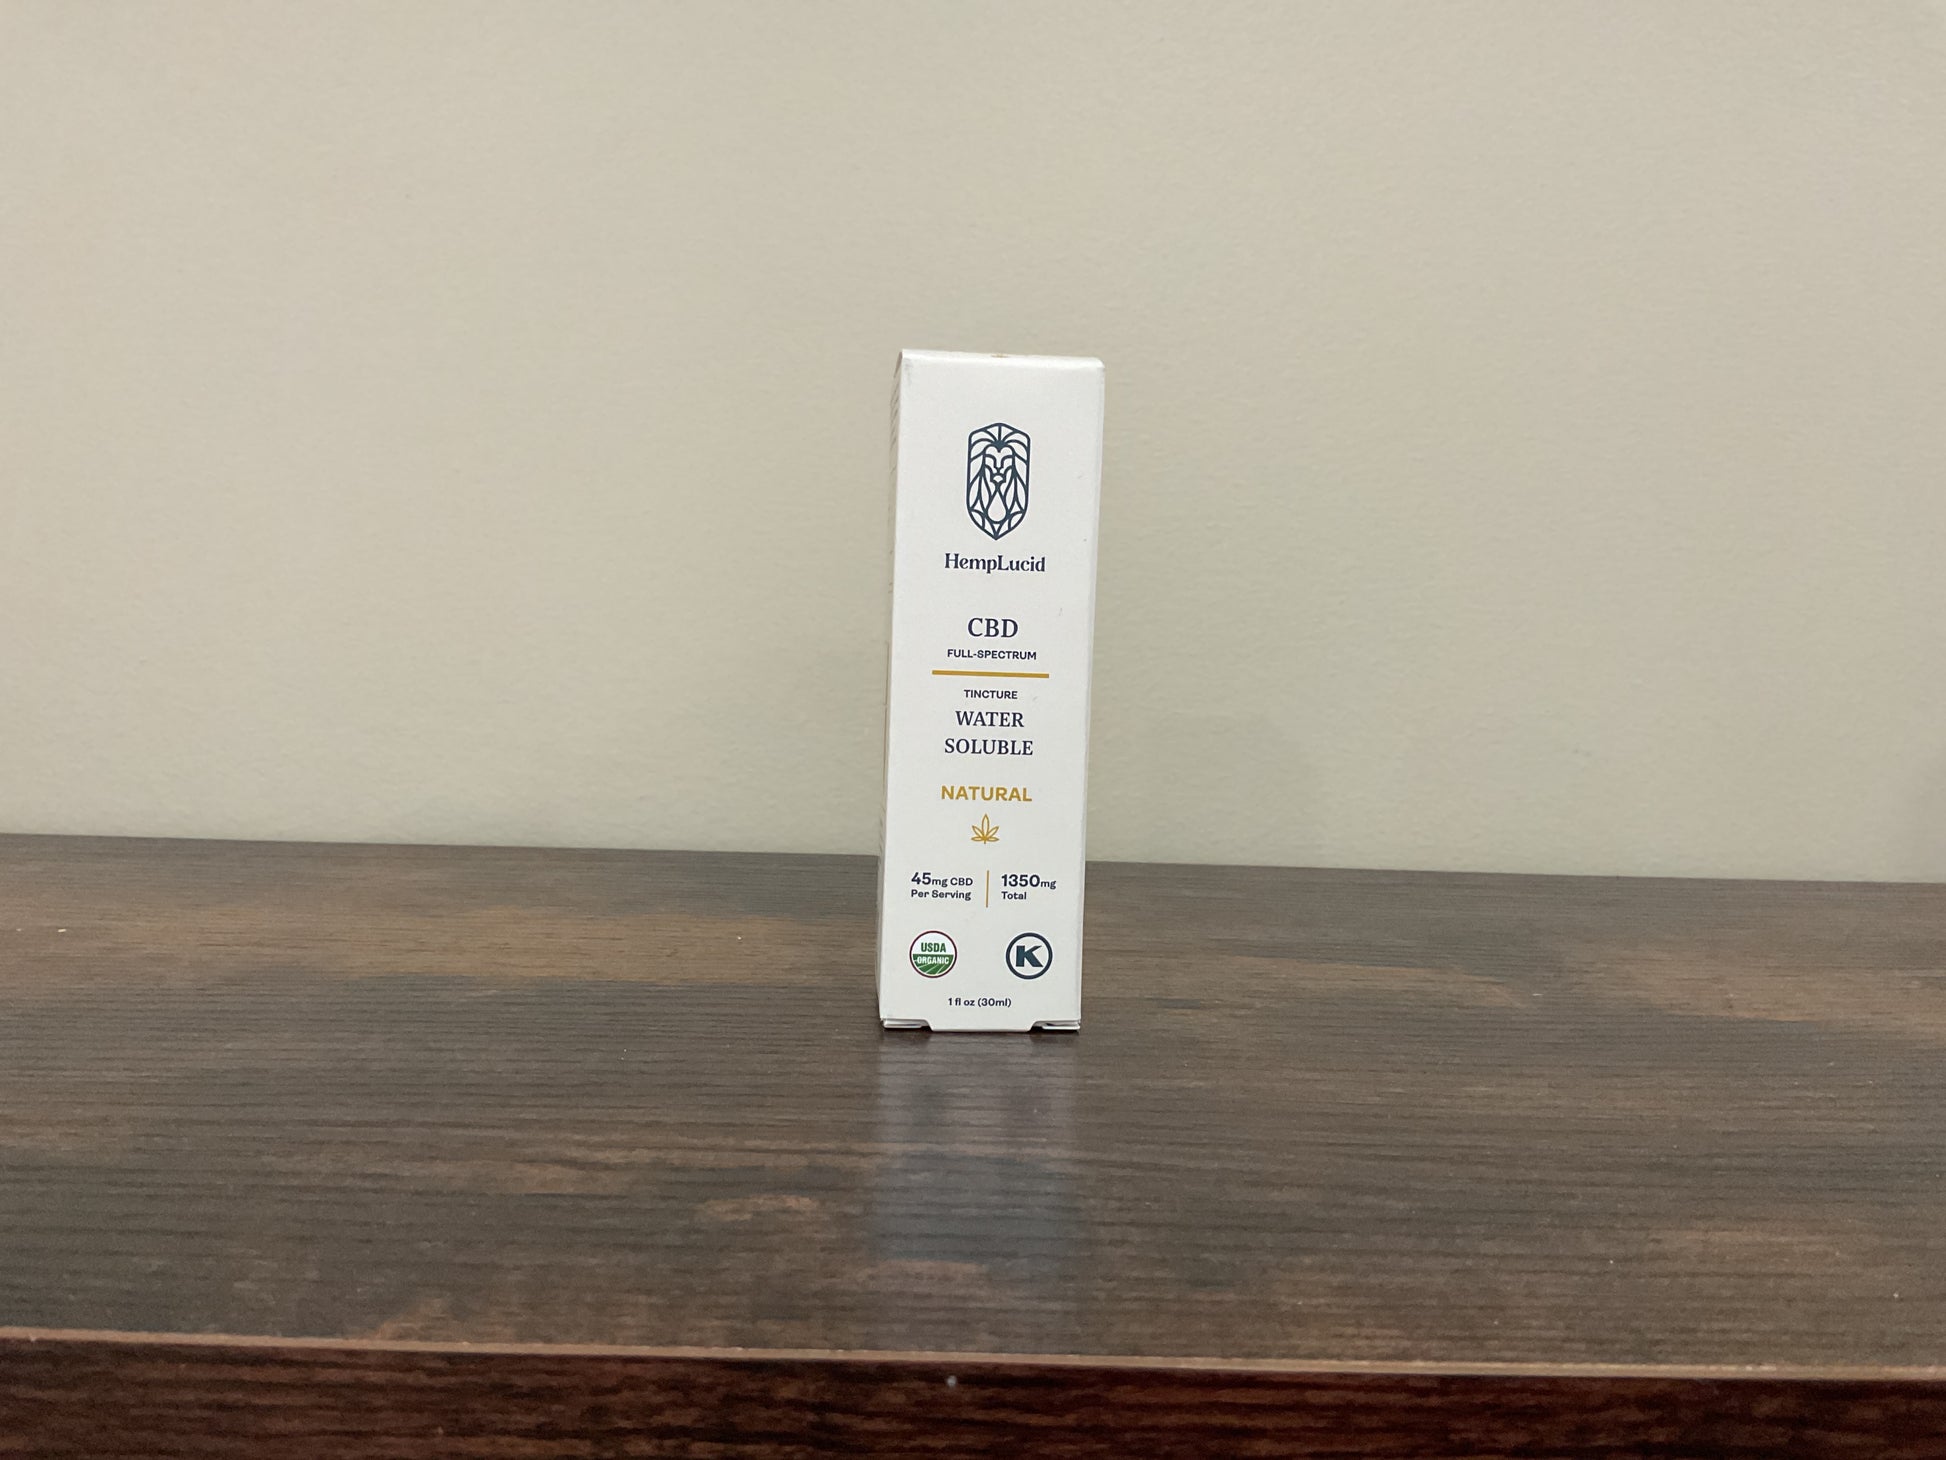 HempLucid
CBD
FULL-SPECTRUM
TINCTURE
WATER
SOLUBLE
NATURAL
45mg CBD
Per Serving
1350mg
Total
USDA
ORGANIC
K
1 fl oz (30ml)